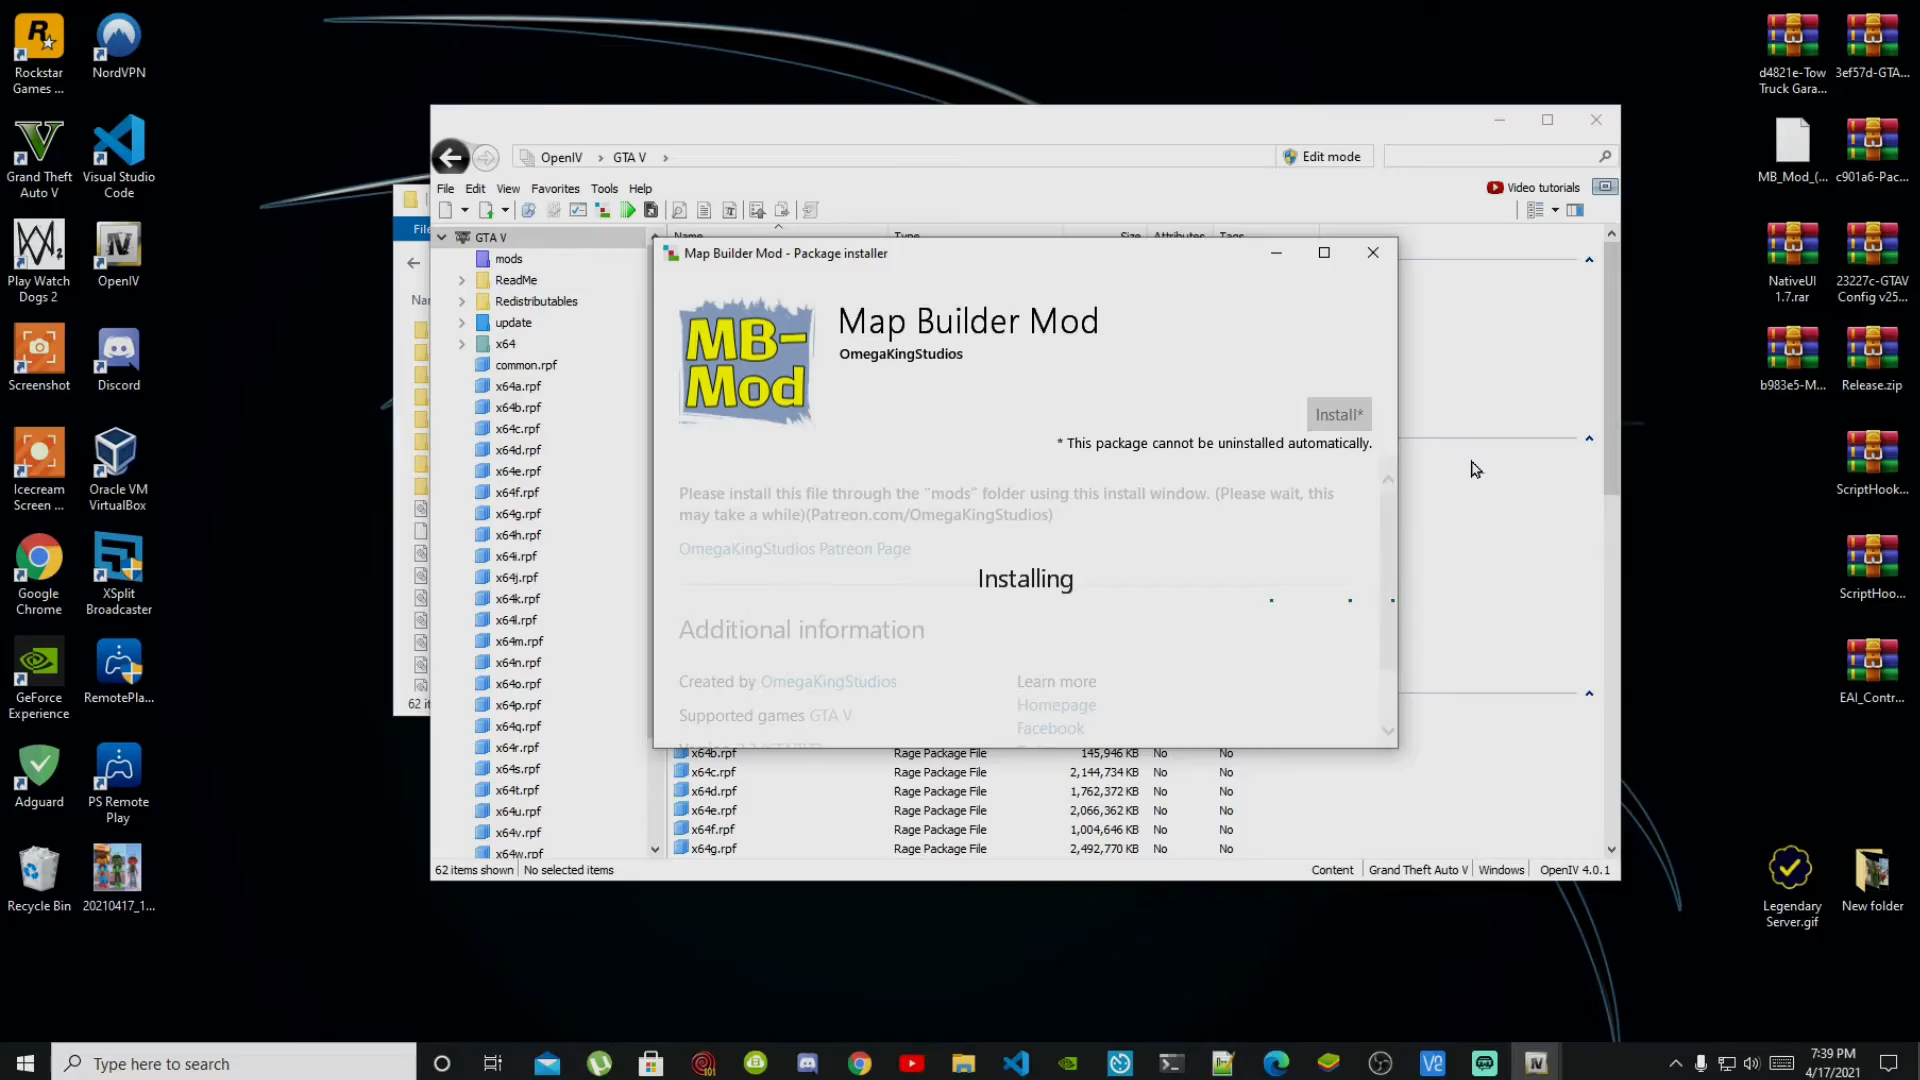 Rockstar
Games ...
NordVPN
Grand Theft
Auto V
Visual Studio
Code
Play Watch
Dogs 2
OpenIV
Screenshot
Discord
Icecream
Screen ...
Oracle VM
VirtualBox
Google
Chrome
XSplit
Broadcaster
GeForce
Experience
RemotePla...
Adguard
PS Remote
Play
Recycle Bin
20210417_1...
File
62 it
OpenIV
GTA V
Edit mode
File Edit View Favorites Tools Help
Video tutorials
GTA V
mods
ReadMe
Redistributables
update
x64
common.rpf
x64a.rpf
x64b.rpf
x64c.rpf
x64d.rpf
x64e.rpf
x64f.rpf
x64g.rpf
x64h.rpf
x64i.rpf
x64j.rpf
x64k.rpf
x64l.rpf
x64m.rpf
x64n.rpf
x64o.rpf
x64p.rpf
x64q.rpf
x64r.rpf
x64s.rpf
x64t.rpf
x64u.rpf
x64v.rpf
x64w.rpf
Name Type Size Attributes Tags
Map Builder Mod - Package installer
MB-
Mod
Map Builder Mod
OmegaKingStudios
Install*
* This package cannot be uninstalled automatically.
Please install this file through the "mods" folder using this install window. (Please wait, this
may take a while)(Patreon.com/OmegaKingStudios)
OmegaKingStudios Patreon Page
Installing
Additional information
Created by OmegaKingStudios
Supported games GTA V
Learn more
Homepage
Facebook
x64b.rpf Rage Package File 145,946 KB No No
x64c.rpf Rage Package File 2,144,734 KB No No
x64d.rpf Rage Package File 1,762,372 KB No No
x64e.rpf Rage Package File 2,066,362 KB No No
x64f.rpf Rage Package File 1,004,646 KB No No
x64g.rpf Rage Package File 2,492,770 KB No No
62 items shown No selected items
Content Grand Theft Auto V Windows OpenIV 4.0.1
d4821e-Tow
Truck Gara...
3ef57d-GTA...
MB_Mod_(...
c901a6-Pac...
NativeUI
1.7.rar
23227c-GTAV
Config v25...
b983e5-M...
Release.zip
ScriptHook...
ScriptHoo...
EAI_Contr...
Legendary
Server.gif
New folder
Type here to search
7:39 PM
4/17/2021